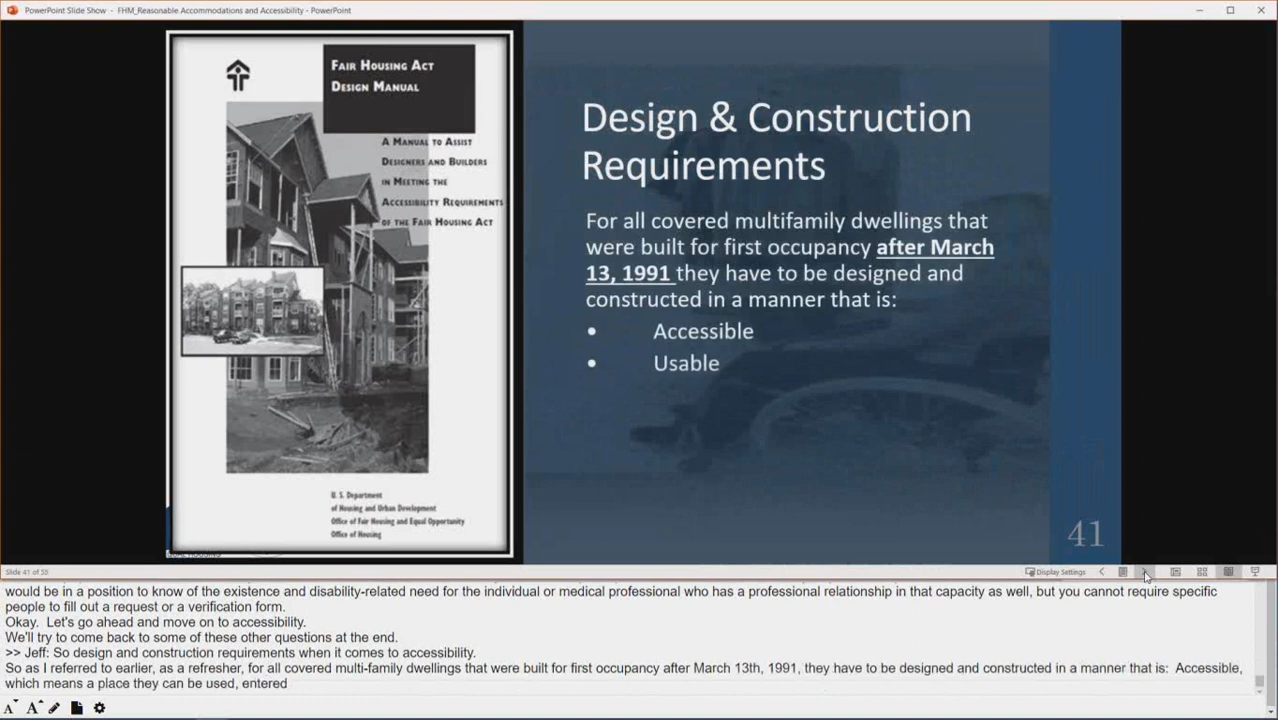 PowerPoint Slide Show - FHM_Reasonable Accommodations and Accessibility - PowerPoint
FAIR HOUSING ACT
DESIGN MANUAL
A MANUAL TO ASSIST
DESIGNERS AND BUILDERS
IN MEETING THE
ACCESSIBILITY REQUIREMENTS
OF THE FAIR HOUSING ACT
U. S. Department
of Housing and Urban Development
Office of Fair Housing and Equal Opportunity
Office of Housing
Design & Construction
Requirements
For all covered multifamily dwellings that
were built for first occupancy after March
13, 1991 they have to be designed and
constructed in a manner that is:
• Accessible
• Usable
41
Slide 41 of 55
Display Settings
would be in a position to know of the existence and disability-related need for the individual or medical professional who has a professional relationship in that capacity as well, but you cannot require specific
people to fill out a request or a verification form.
Okay. Let's go ahead and move on to accessibility.
We'll try to come back to some of these other questions at the end.
>> Jeff: So design and construction requirements when it comes to accessibility.
So as I referred to earlier, as a refresher, for all covered multi-family dwellings that were built for first occupancy after March 13th, 1991, they have to be designed and constructed in a manner that is: Accessible,
which means a place they can be used, entered
A A